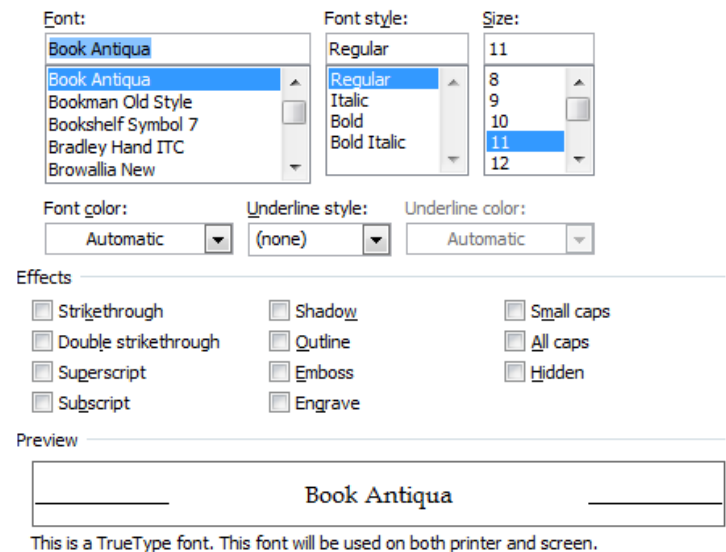 Font: Font style: Size:
Book Antiqua Regular 11
Book Antiqua Regular 8
Bookman Old Style Italic 9
Bookshelf Symbol 7 Bold 10
Bradley Hand ITC Bold Italic 11
Browallia New 12
Font color: Underline style: Underline color:
Automatic (none) Automatic
Effects
Strikethrough Shadow Small caps
Double strikethrough Outline All caps
Superscript Emboss Hidden
Subscript Engrave
Preview
Book Antiqua
This is a TrueType font. This font will be used on both printer and screen.